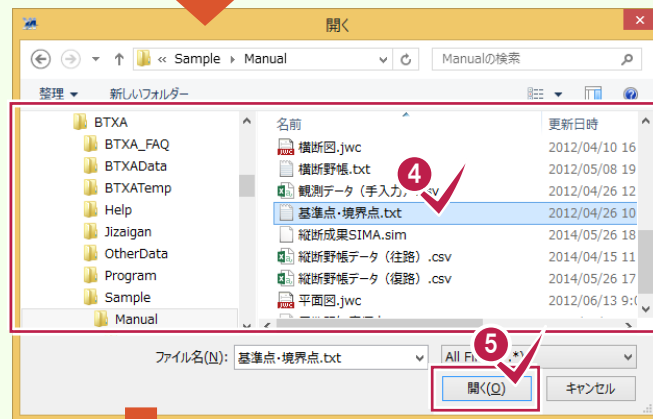 開く
« Sample Manual
Manualの検索
整理 新しいフォルダー
BTXA
BTXA_FAQ
BTXAData
BTXATemp
Help
Jizaigan
OtherData
Program
Sample
Manual
名前 更新日時
横断図.jwc 2012/04/10 16
横断野帳.txt 2012/05/08 19
観測データ（手入力）.csv 2012/04/26 12
基準点・境界点.txt 2012/04/26 10
縦断成果SIMA.sim 2014/05/26 18
縦断野帳データ（往路）.csv 2014/04/15 11
縦断野帳データ（復路）.csv 2014/05/26 17
平面図.jwc 2012/06/13 9:0
4
5
ファイル名(N): 基準点・境界点.txt
All Fi
開く(O) キャンセル